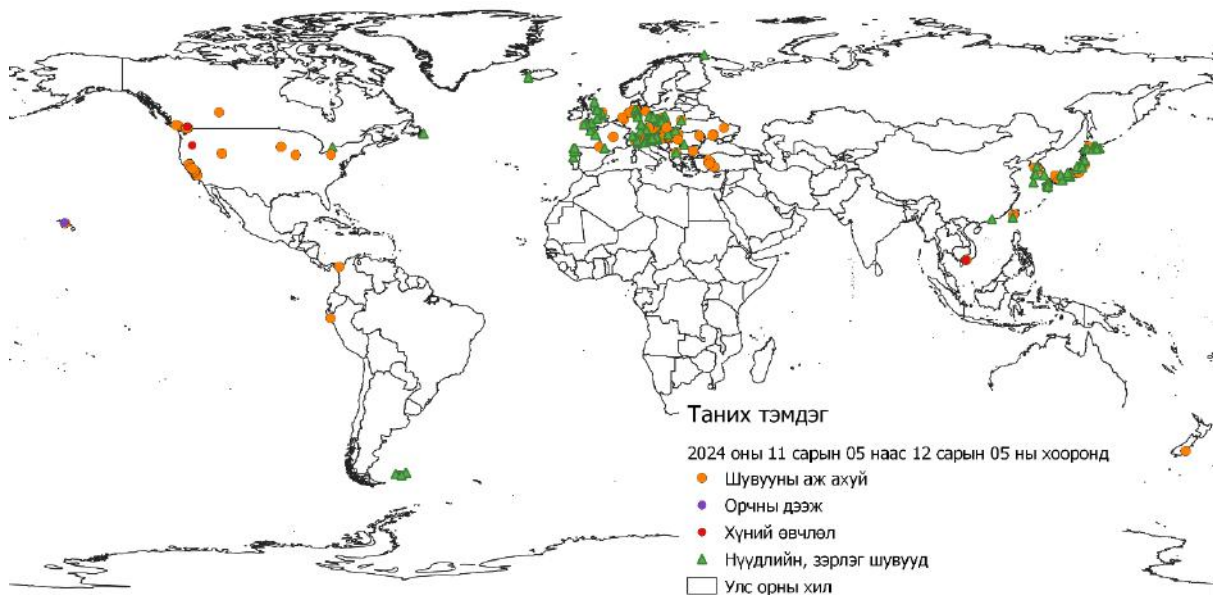 Таних тэмдэг
2024 оны 11 сарын 05 наас 12 сарын 05 ны хооронд
Шувууны аж ахуй
Орчны дээж
Хүний өвчлөл
Нүүдлийн, зэрлэг шувууд
Улс орны хил